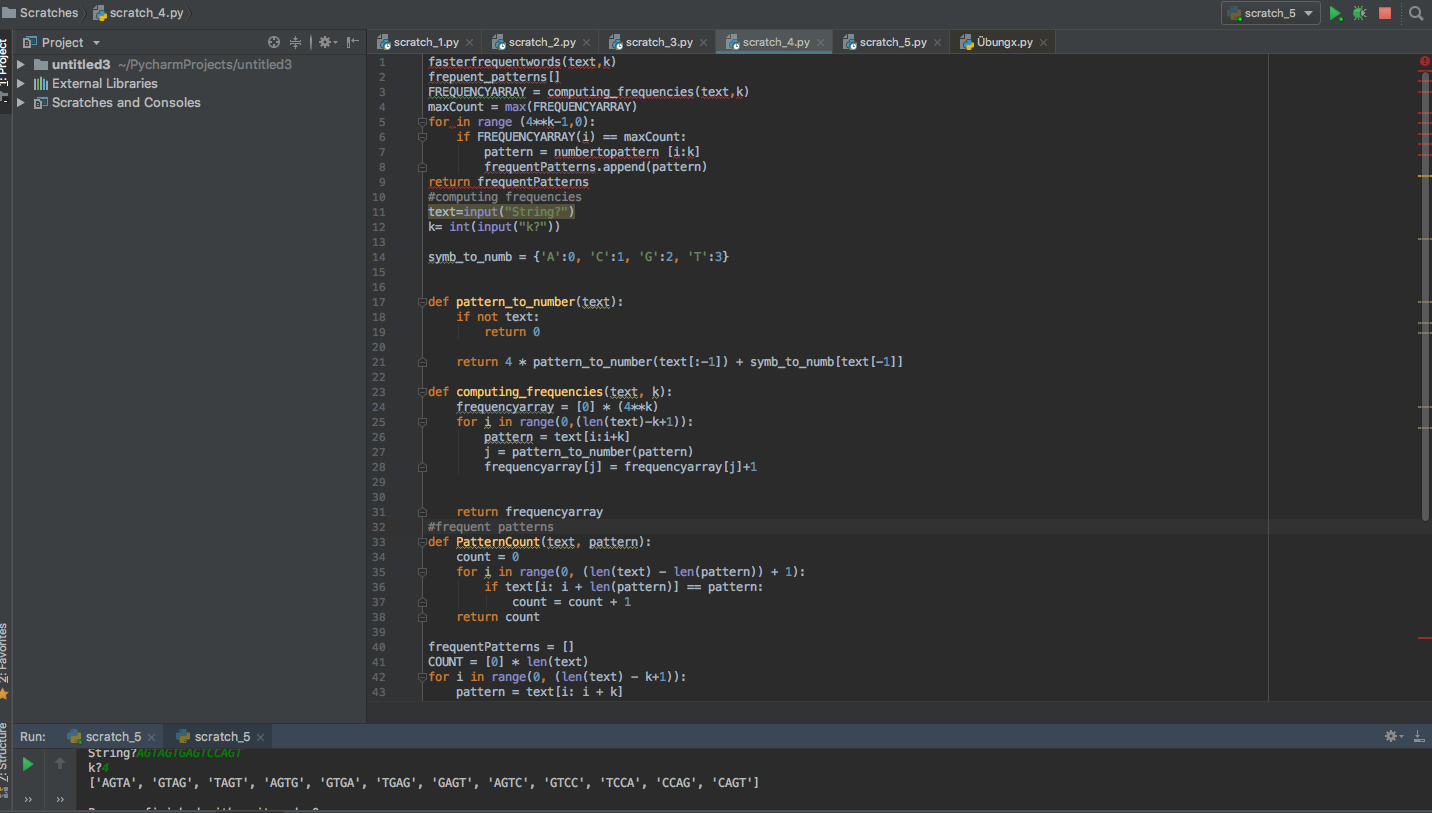 Scratches scratch_4.py scratch_5
1: Project
Project scratch_1.py scratch_2.py scratch_3.py scratch_4.py scratch_5.py Übungx.py
untitled3 ~/PycharmProjects/untitled3
External Libraries
Scratches and Consoles
1 fasterfrequentwords(text,k)
2 frepuent_patterns[]
3 FREQUENCYARRAY = computing_frequencies(text,k)
4 maxCount = max(FREQUENCYARRAY)
5 for in range (4**k-1,0):
6 if FREQUENCYARRAY(i) == maxCount:
7 pattern = numbertopattern [i:k]
8 frequentPatterns.append(pattern)
9 return frequentPatterns
10 #computing frequencies
11 text=input("String?")
12 k= int(input("k?"))
13
14 symb_to_numb = {'A':0, 'C':1, 'G':2, 'T':3}
15
16
17 def pattern_to_number(text):
18 if not text:
19 return 0
20
21 return 4 * pattern_to_number(text[:-1]) + symb_to_numb[text[-1]]
22
23 def computing_frequencies(text, k):
24 frequencyarray = [0] * (4**k)
25 for i in range(0,(len(text)-k+1)):
26 pattern = text[i:i+k]
27 j = pattern_to_number(pattern)
28 frequencyarray[j] = frequencyarray[j]+1
29
30
31 return frequencyarray
32 #frequent patterns
33 def PatternCount(text, pattern):
34 count = 0
35 for i in range(0, (len(text) - len(pattern)) + 1):
36 if text[i: i + len(pattern)] == pattern:
37 count = count + 1
38 return count
39
40 frequentPatterns = []
41 COUNT = [0] * len(text)
42 for i in range(0, (len(text) - k+1)):
43 pattern = text[i: i + k]
2: Favorites
7: Structure
Run: scratch_5 scratch_5
String?AGTAGTGAGTCCAGT
k?4
['AGTA', 'GTAG', 'TAGT', 'AGTG', 'GTGA', 'TGAG', 'GAGT', 'AGTC', 'GTCC', 'TCCA', 'CCAG', 'CAGT']